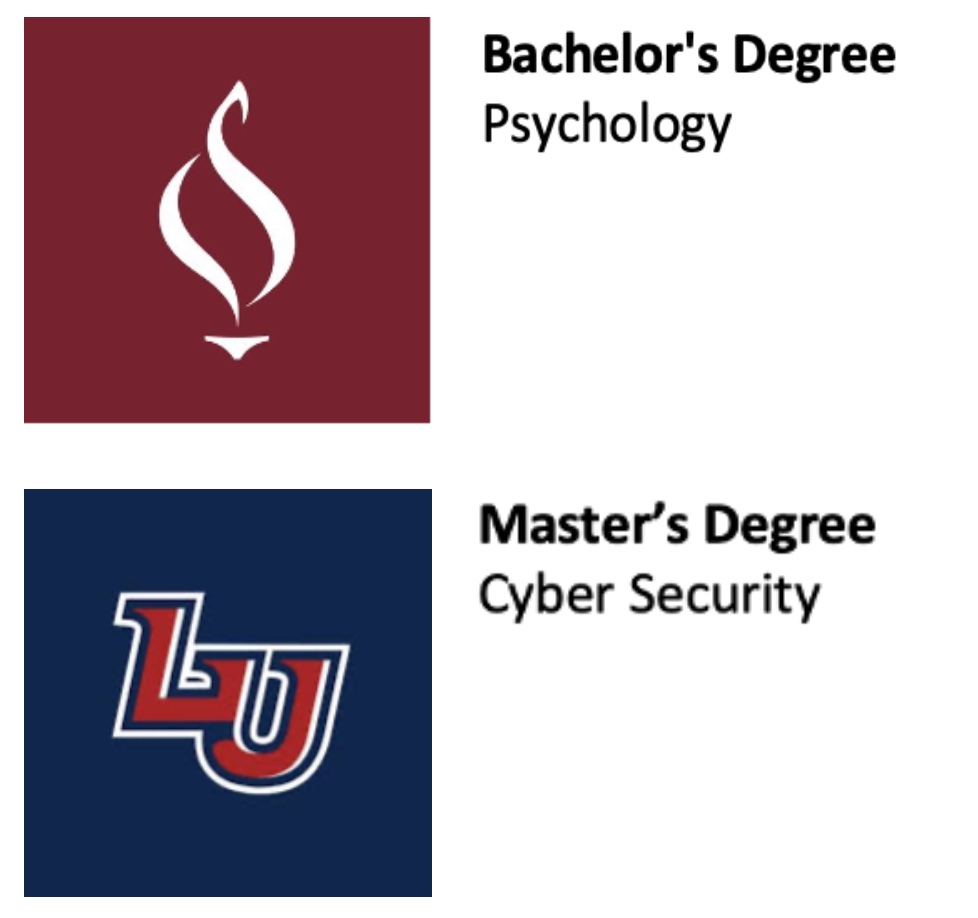 Bachelor's Degree
Psychology
LU
Master’s Degree
Cyber Security